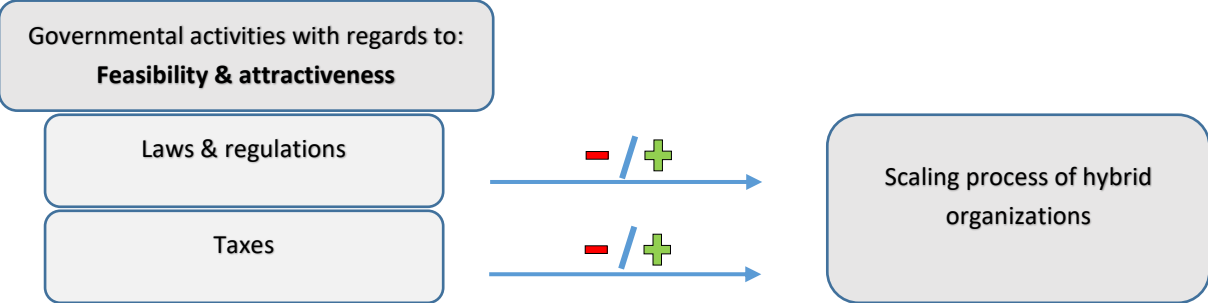 Governmental activities with regards to:
Feasibility & attractiveness
Laws & regulations
- / +
Taxes
- / +
Scaling process of hybrid
organizations